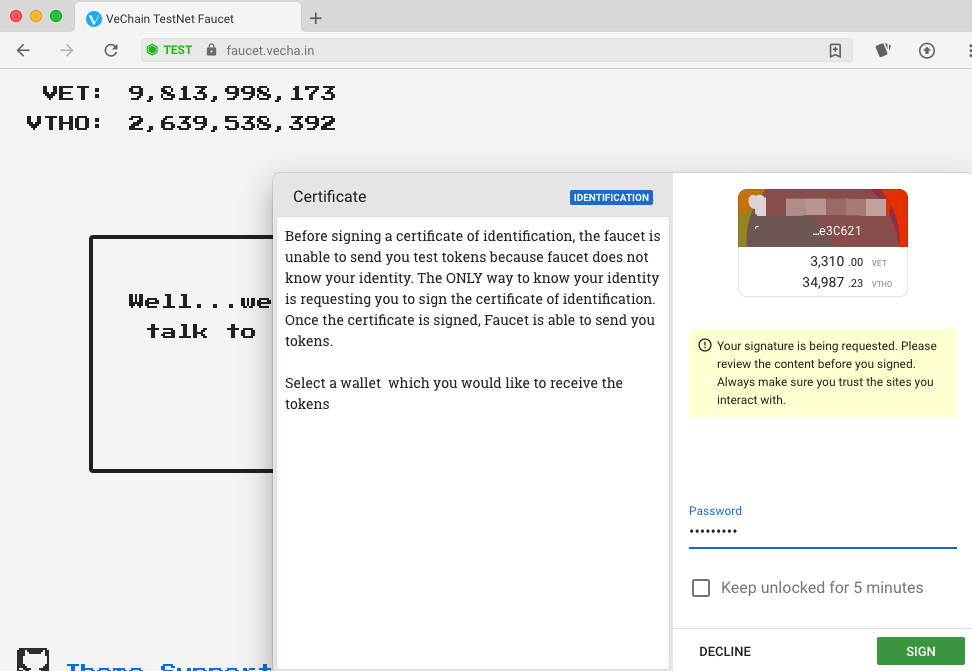 VeChain TestNet Faucet
TEST faucet.vecha.in
VET: 9,813,998,173
VTHO: 2,639,538,392
Well...we
talk to
Certificate
IDENTIFICATION
Before signing a certificate of identification, the faucet is
unable to send you test tokens because faucet does not
know your identity. The ONLY way to know your identity
is requesting you to sign the certificate of identification.
Once the certificate is signed, Faucet is able to send you
tokens.
Select a wallet which you would like to receive the
tokens
…e3C621
3,310 .00 VET
34,987 .23 VTHO
Your signature is being requested. Please
review the content before you signed.
Always make sure you trust the sites you
interact with.
Password
•••••••••
Keep unlocked for 5 minutes
DECLINE
SIGN
Theme Support